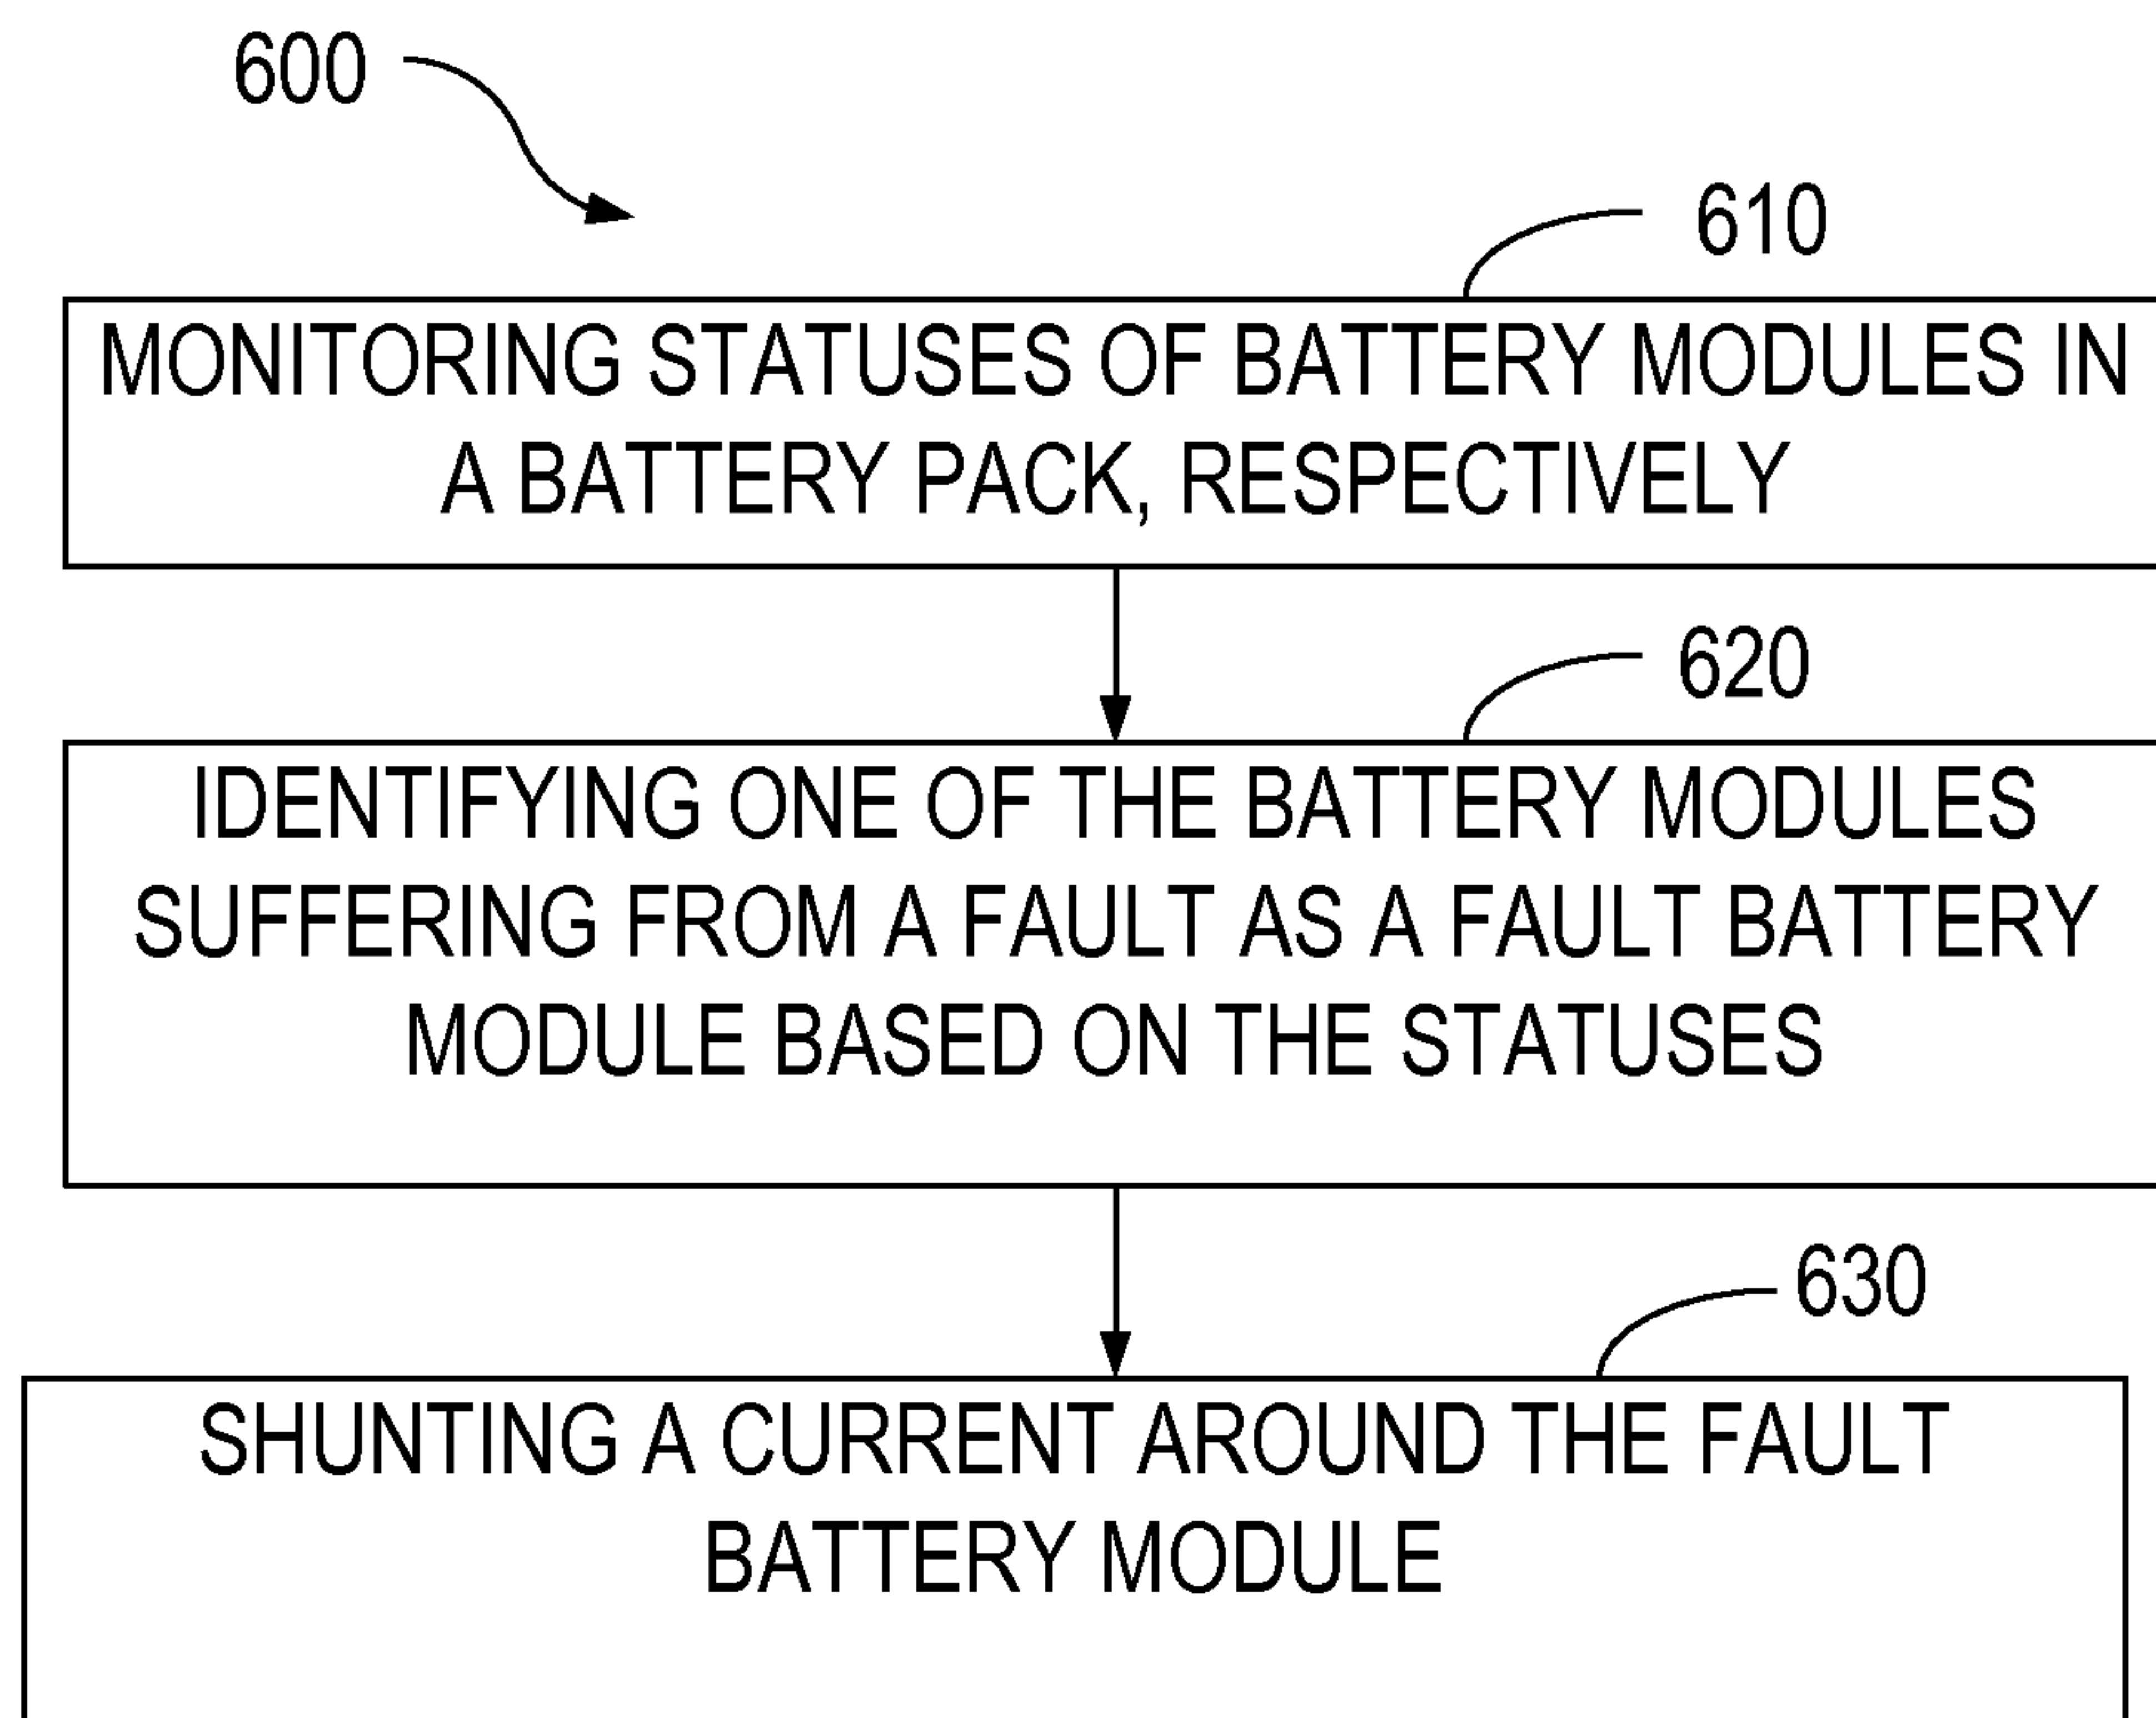 600
610
MONITORING STATUSES OF BATTERY MODULES IN
A BATTERY PACK, RESPECTIVELY
620
IDENTIFYING ONE OF THE BATTERY MODULES
SUFFERING FROM A FAULT AS A FAULT BATTERY
MODULE BASED ON THE STATUSES
630
SHUNTING A CURRENT AROUND THE FAULT
BATTERY MODULE